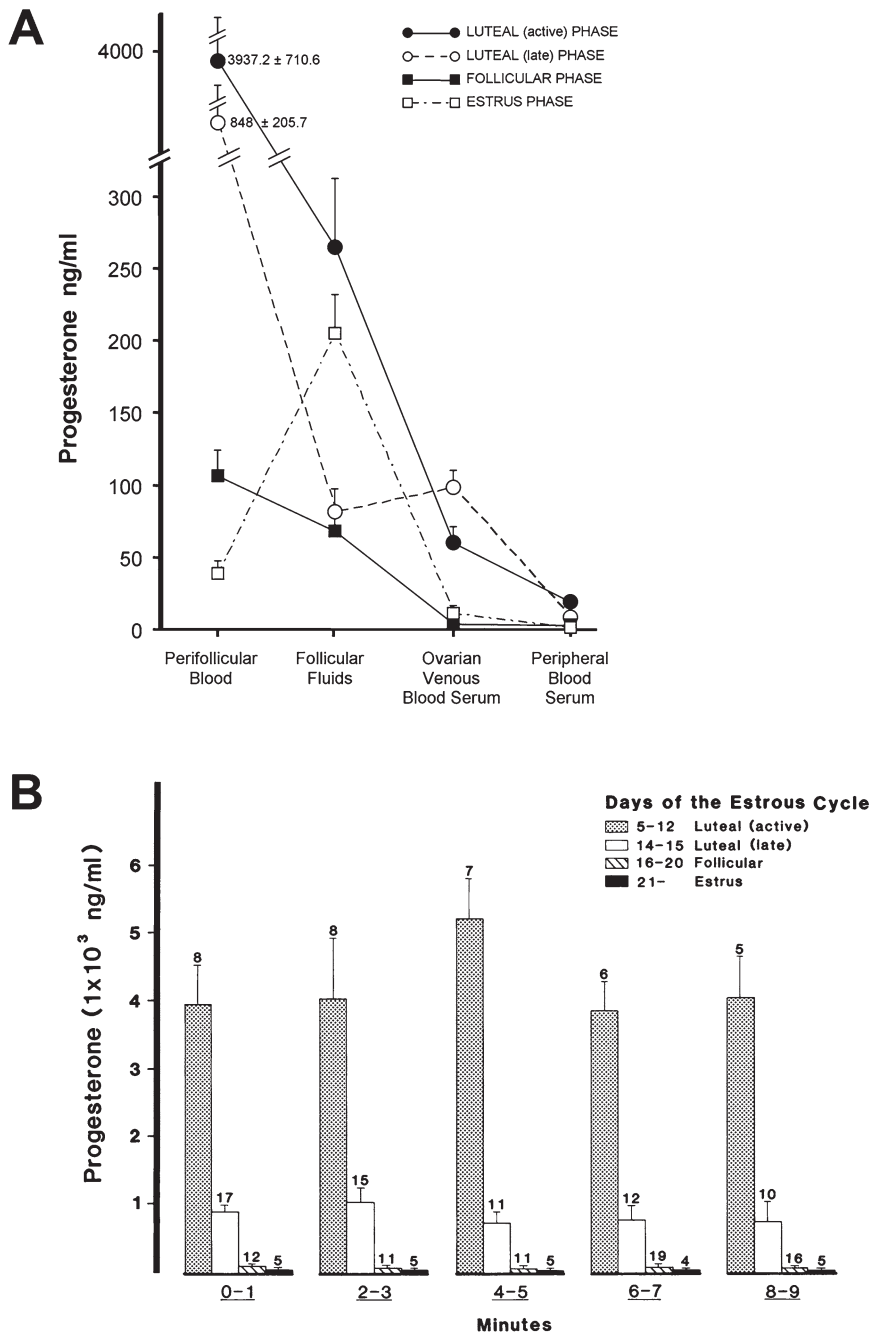 A
LUTEAL (active) PHASE
LUTEAL (late) PHASE
FOLLICULAR PHASE
ESTRUS PHASE
4000
3937.2 ± 710.6
848 ± 205.7
300
250
200
150
100
50
0
Progesterone ng/ml
Perifollicular
Blood
Follicular
Fluids
Ovarian
Venous
Blood Serum
Peripheral
Blood
Serum
B
Days of the Estrous Cycle
5-12 Luteal (active)
14-15 Luteal (late)
16-20 Follicular
21- Estrus
Progesterone (1x10³ ng/ml)
6
5
4
3
2
1
8 17 12 5
8 15 11 5
7 11 11 5
6 12 19 4
5 10 16 5
0-1 2-3 4-5 6-7 8-9
Minutes